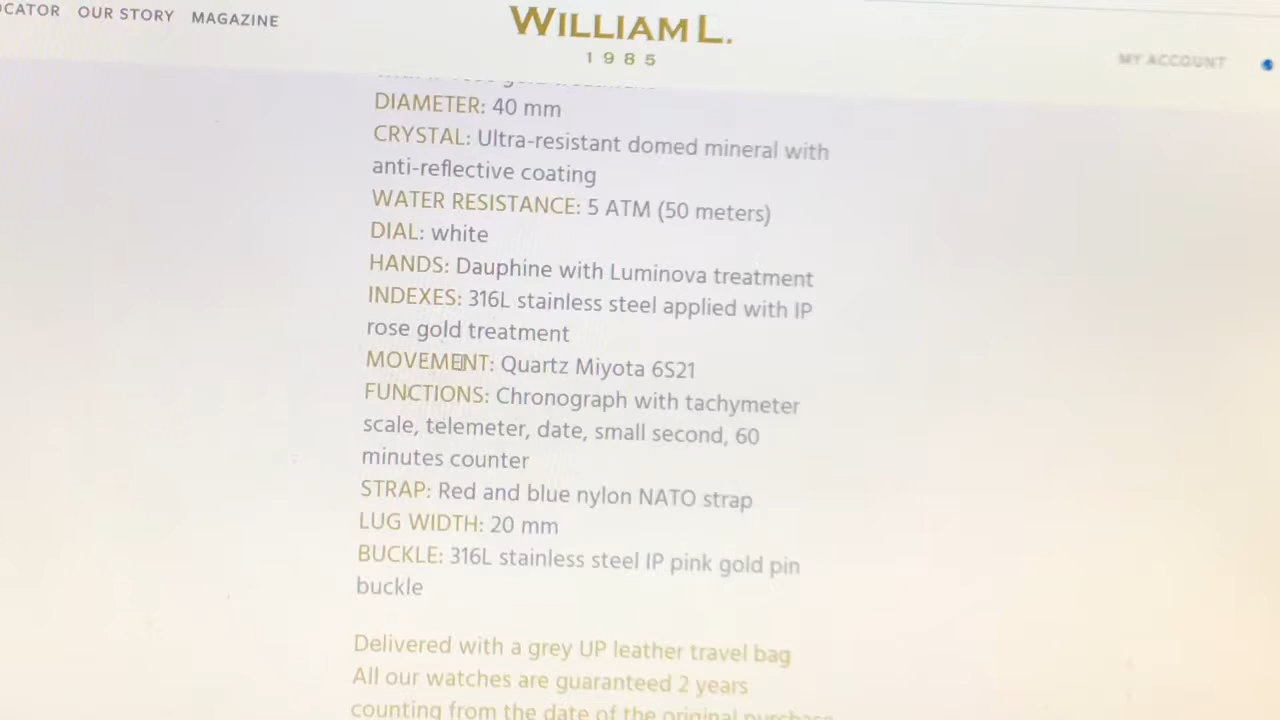 OCATOR OUR STORY MAGAZINE
WILLIAM L.
1985
MY ACCOUNT
DIAMETER: 40 mm
CRYSTAL: Ultra-resistant domed mineral with
anti-reflective coating
WATER RESISTANCE: 5 ATM (50 meters)
DIAL: white
HANDS: Dauphine with Luminova treatment
INDEXES: 316L stainless steel applied with IP
rose gold treatment
MOVEMENT: Quartz Miyota 6S21
FUNCTIONS: Chronograph with tachymeter
scale, telemeter, date, small second, 60
minutes counter
STRAP: Red and blue nylon NATO strap
LUG WIDTH: 20 mm
BUCKLE: 316L stainless steel IP pink gold pin
buckle
Delivered with a grey UP leather travel bag
All our watches are guaranteed 2 years
counting from the date of the original purchase